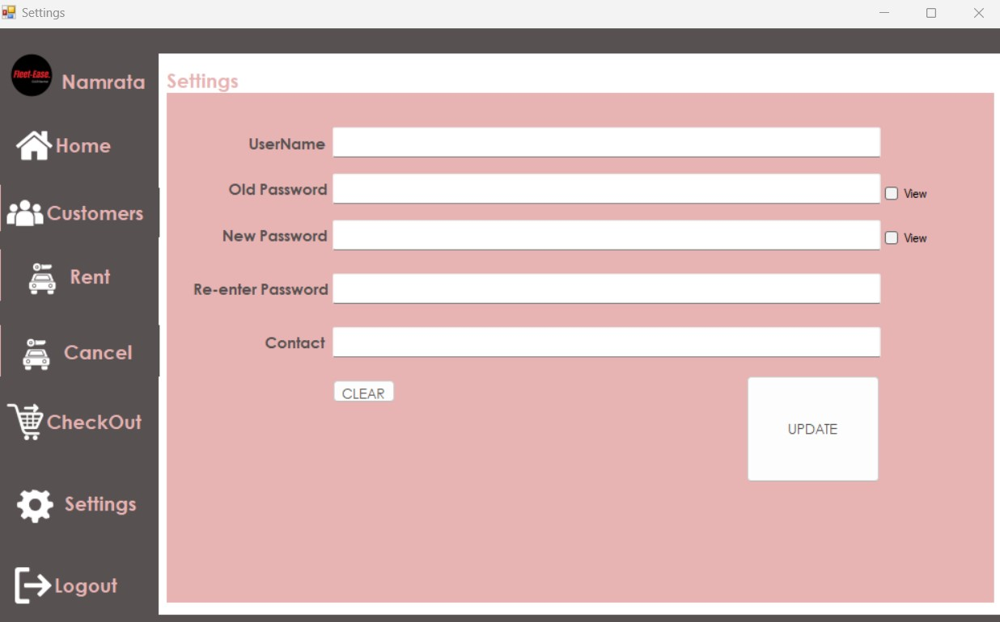 Settings
Fleet-Ease.
Namrata
Home
Customers
Rent
Cancel
CheckOut
Settings
Logout
Settings
UserName
Old Password
View
New Password
View
Re-enter Password
Contact
CLEAR
UPDATE